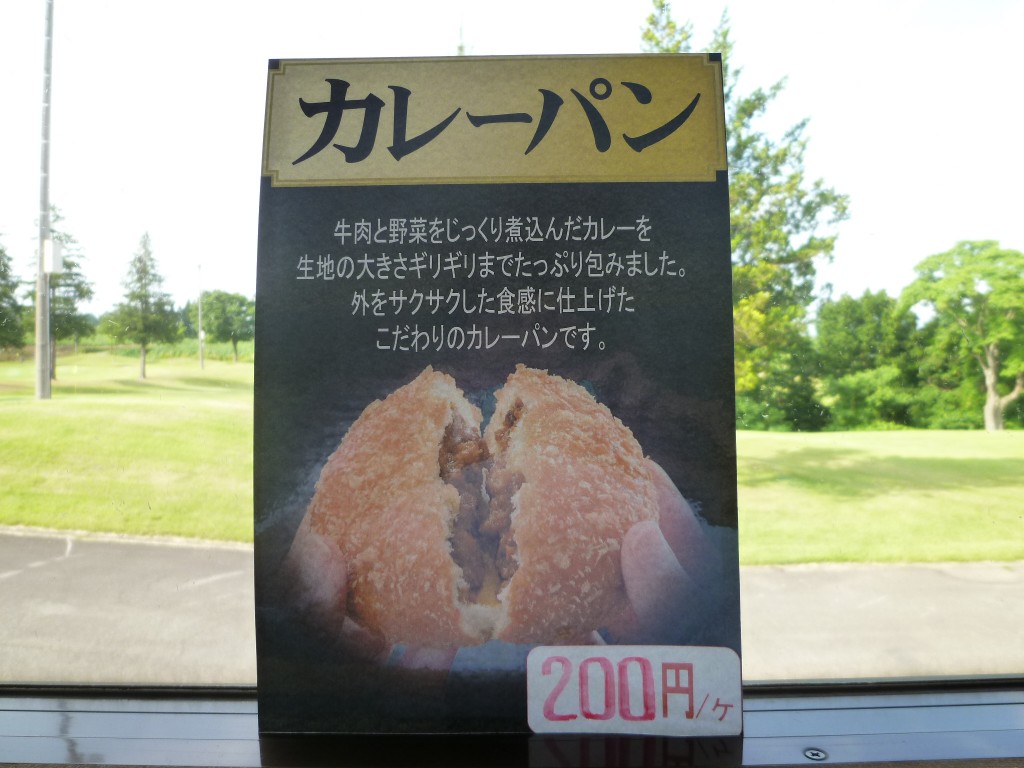 カレーパン
牛肉と野菜をじっくり煮込んだカレーを
生地の大きさギリギリまでたっぷり包みました。
外をサクサクした食感に仕上げた
こだわりのカレーパンです。
200円/ヶ